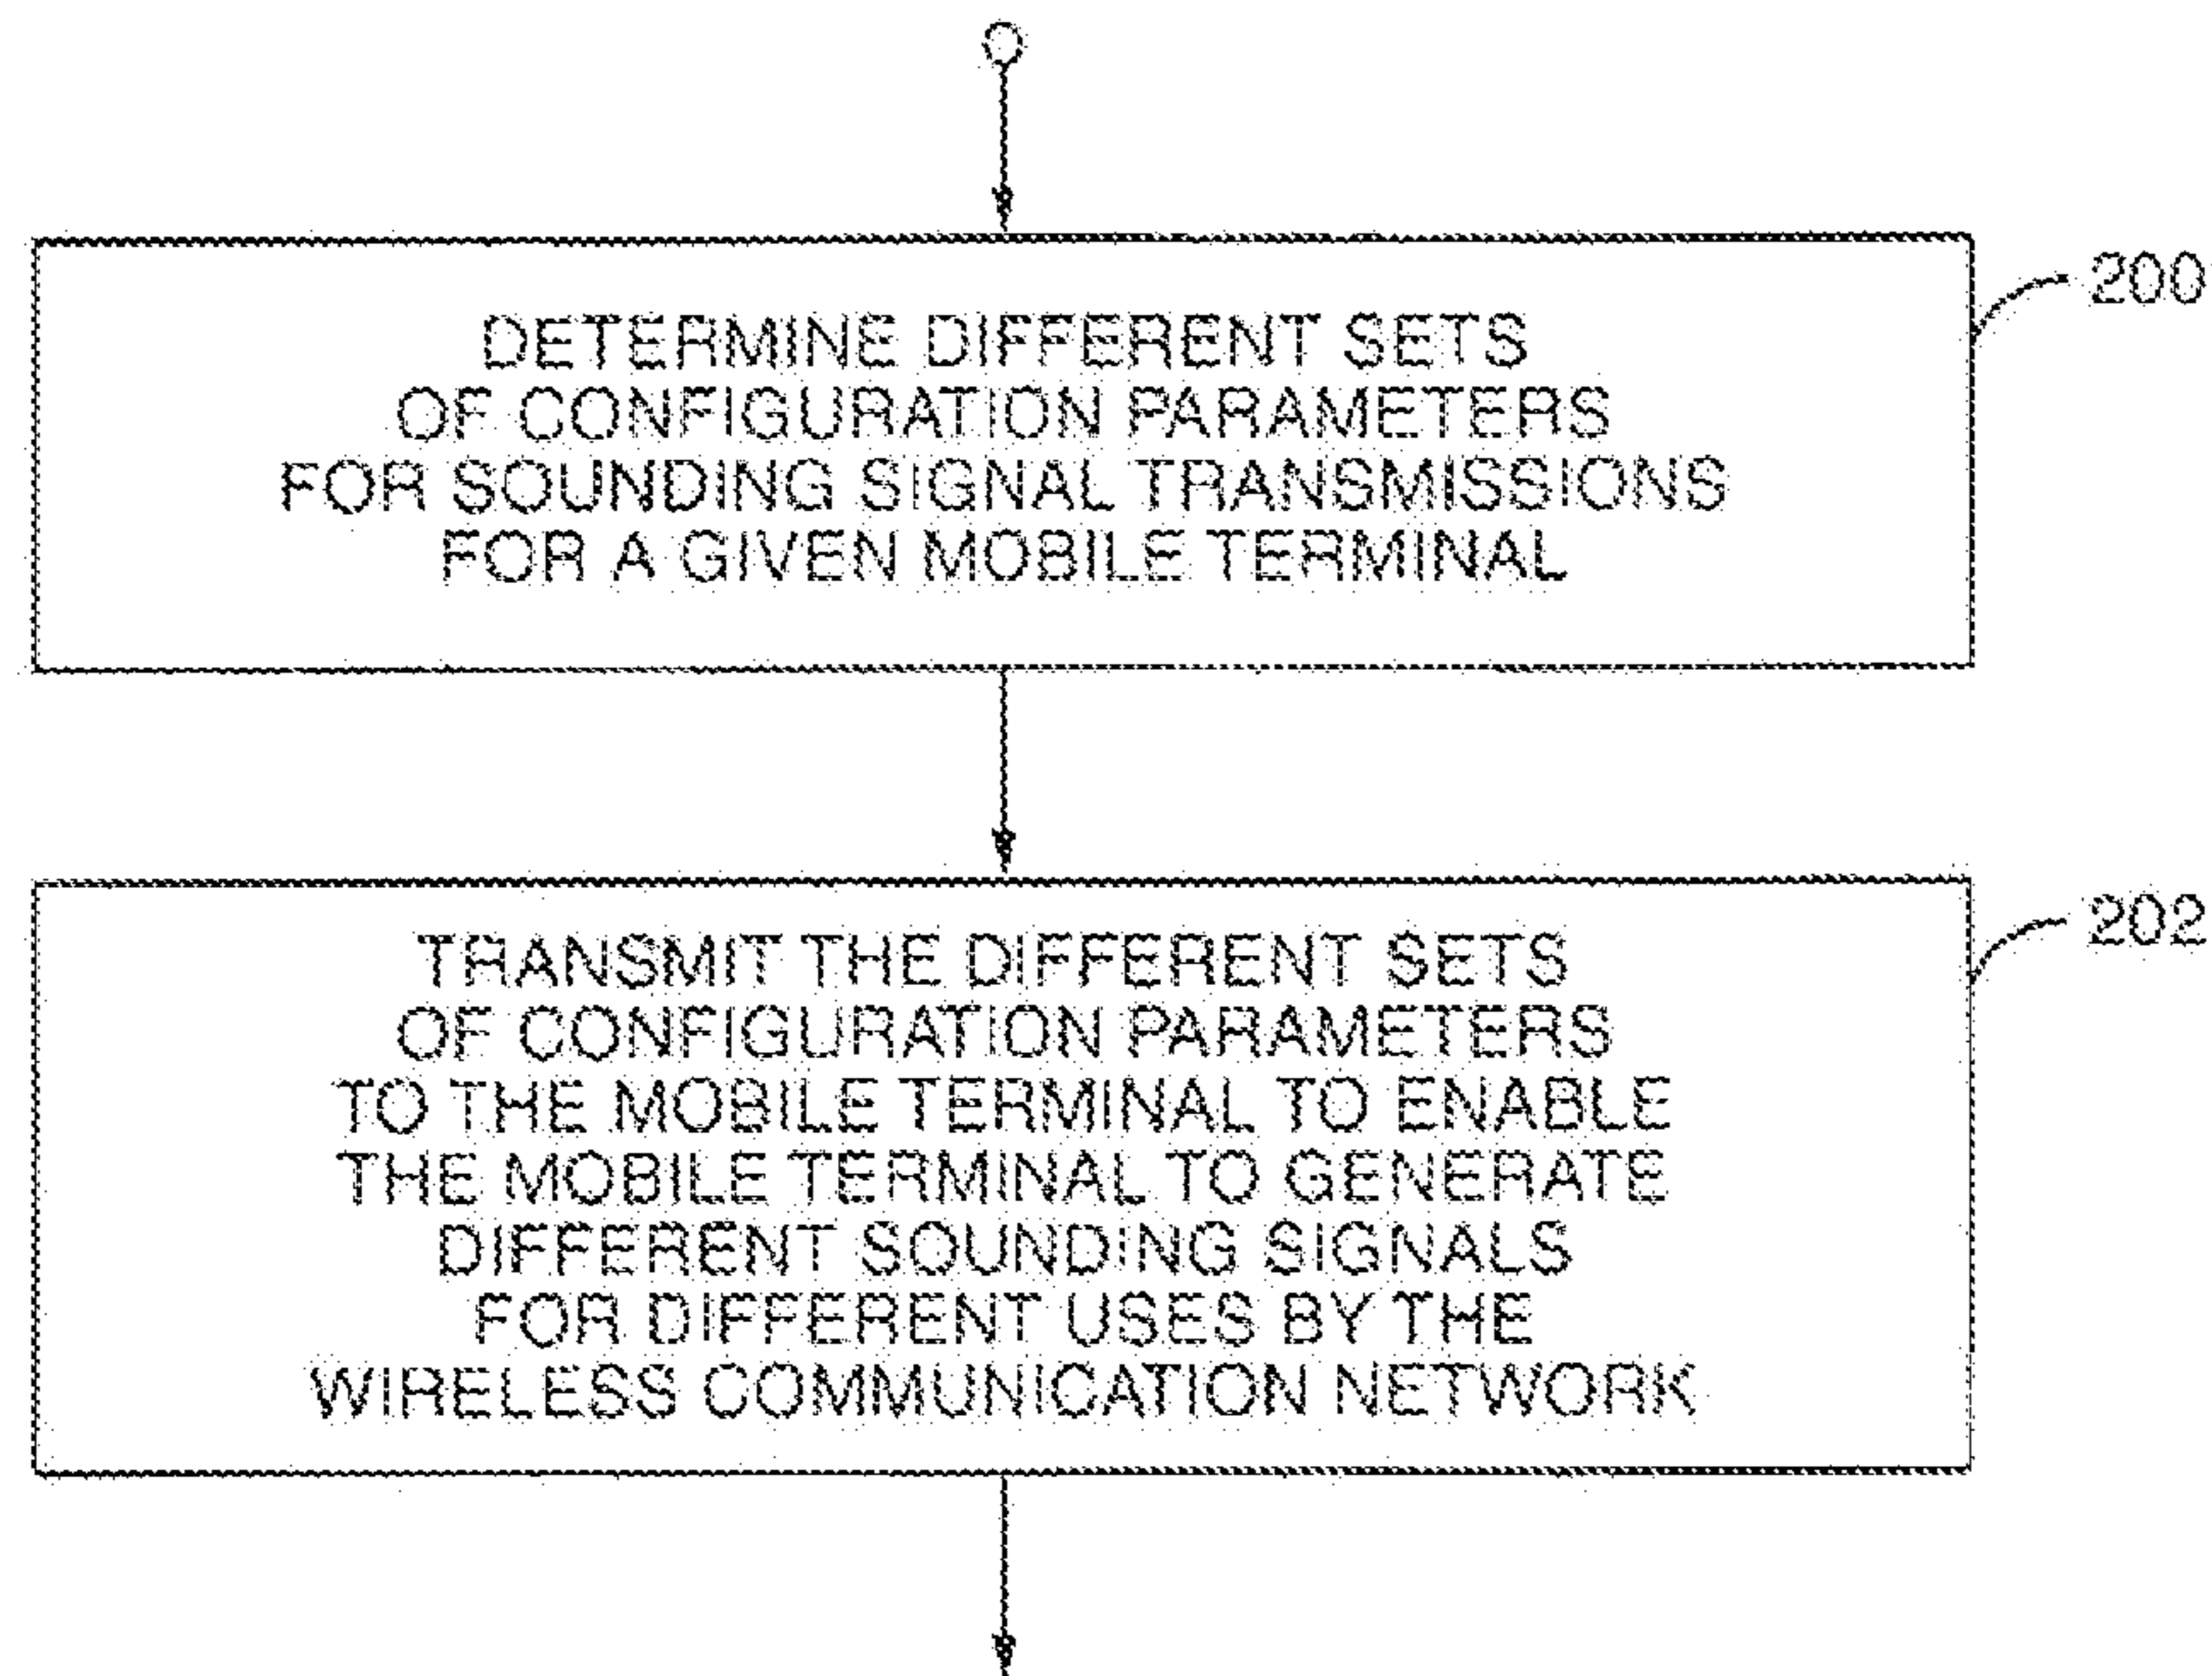 200
DETERMINE DIFFERENT SETS
OF CONFIGURATION PARAMETERS
FOR SOUNDING SIGNAL TRANSMISSIONS
FOR A GIVEN MOBILE TERMINAL
202
TRANSMIT THE DIFFERENT SETS
OF CONFIGURATION PARAMETERS
TO THE MOBILE TERMINAL TO ENABLE
THE MOBILE TERMINAL TO GENERATE
DIFFERENT SOUNDING SIGNALS
FOR DIFFERENT USES BY THE
WIRELESS COMMUNICATION NETWORK